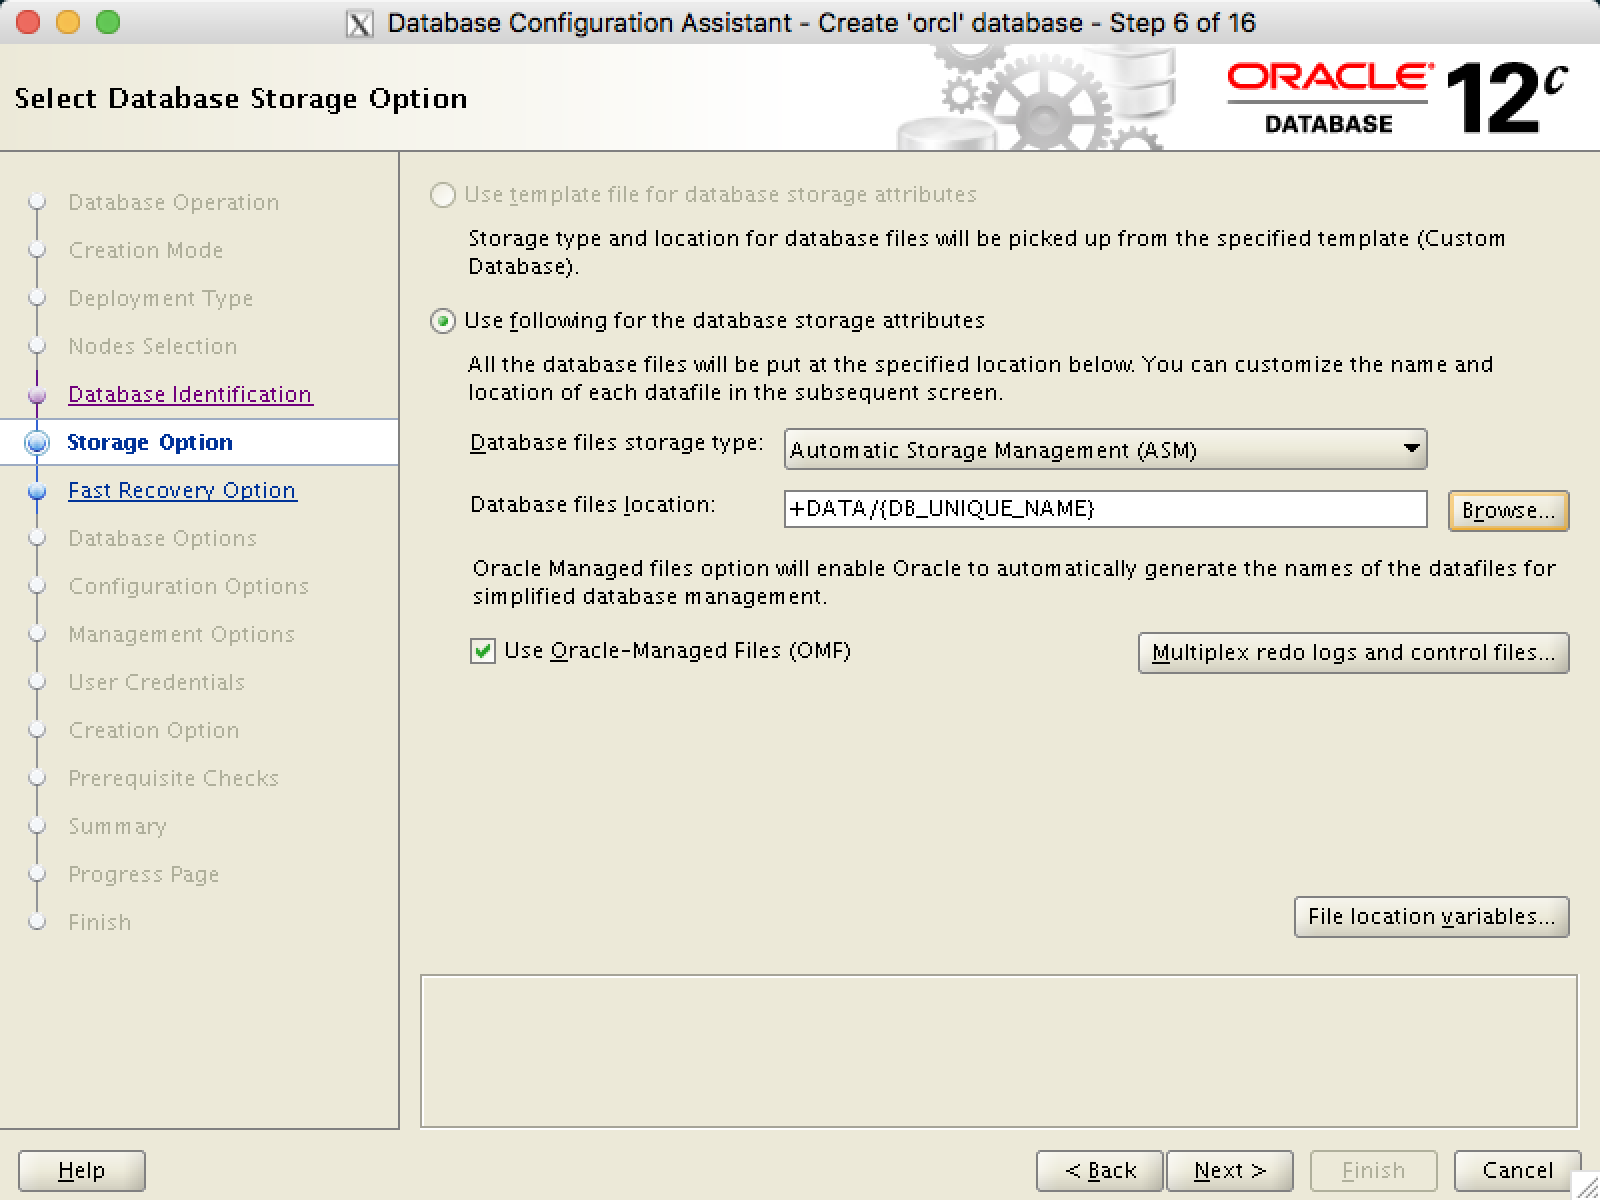 Database Configuration Assistant - Create 'orcl' database - Step 6 of 16
Select Database Storage Option
ORACLE
DATABASE
12c
Database Operation
Creation Mode
Deployment Type
Nodes Selection
Database Identification
Storage Option
Fast Recovery Option
Database Options
Configuration Options
Management Options
User Credentials
Creation Option
Prerequisite Checks
Summary
Progress Page
Finish
Use template file for database storage attributes
Storage type and location for database files will be picked up from the specified template (Custom
Database).
Use following for the database storage attributes
All the database files will be put at the specified location below. You can customize the name and
location of each datafile in the subsequent screen.
Database files storage type: Automatic Storage Management (ASM)
Database files location: +DATA/{DB_UNIQUE_NAME} Browse...
Oracle Managed files option will enable Oracle to automatically generate the names of the datafiles for
simplified database management.
Use Oracle-Managed Files (OMF) Multiplex redo logs and control files...
File location variables...
Help < Back Next > Finish Cancel